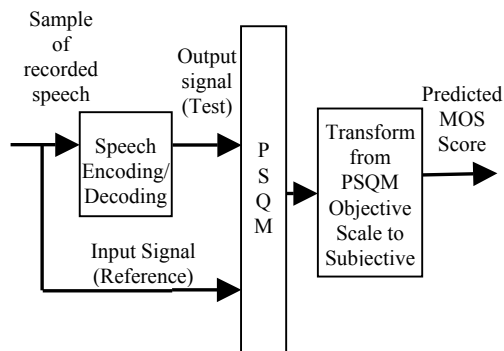 Sample
of
recorded
speech
Output
signal
(Test)
Speech
Encoding/
Decoding
Input Signal
(Reference)
P
S
Q
M
Transform
from
PSQM
Objective
Scale to
Subjective
Predicted
MOS
Score